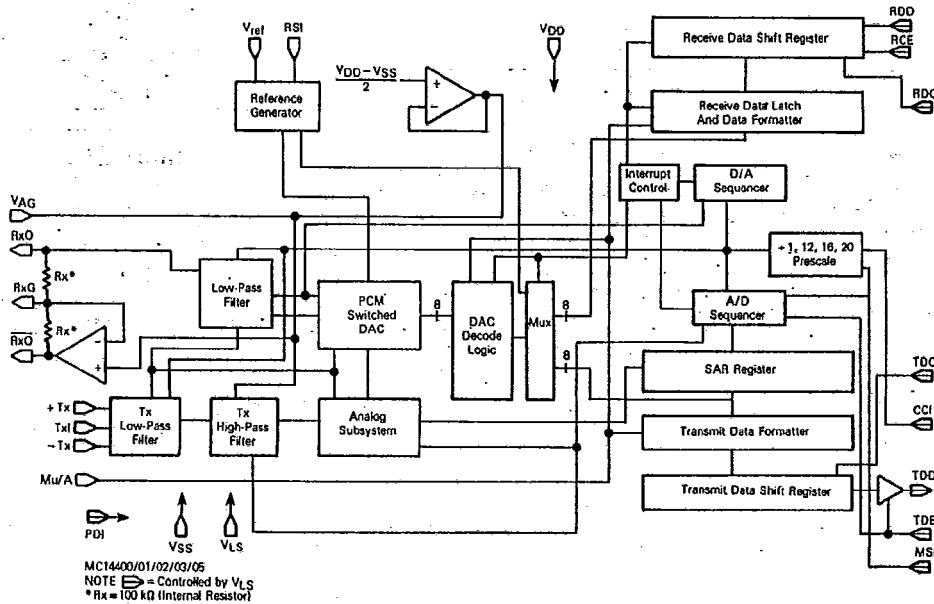 Vref
RSI
VDD
RDD
RCE
RDC
Receive Data Shift Register
VDD – VSS
2
+
−
Reference
Generator
Receive Data Latch
And Data Formatter
Interrupt
Control
D/A
Sequencer
VAG
RxO
Rx*
RxG
Rx*
RxO
−
+
Low-Pass
Filter
PCM
Switched
DAC
8
DAC
Decode
Logic
Mux
8
8
÷ 1, 12, 16, 20
Prescale
A/D
Sequencer
SAR Register
TDC
CCI
+ Tx
TxI
– Tx
Tx
Low-Pass
Filter
Tx
High-Pass
Filter
Analog
Subsystem
Transmit Data Formatter
Mu/A
Transmit Data Shift Register
TDD
TDE
MSI
PDI
VSS
VLS
MC14400/01/02/03/05
NOTE = Controlled by VLS
* Rx = 100 kΩ (Internal Resistor)